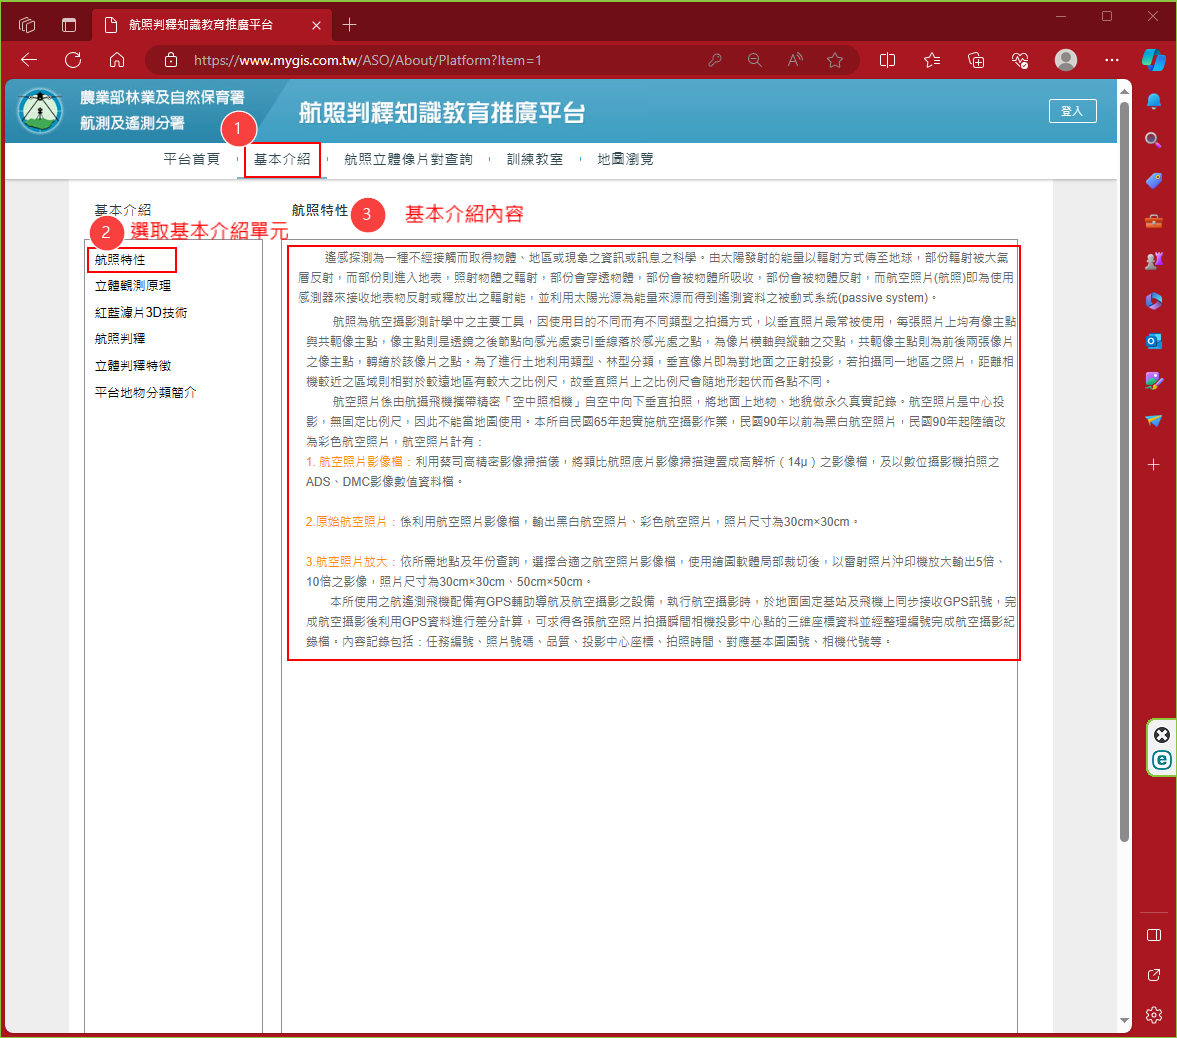 航照判釋知識教育推廣平台
https://www.mygis.com.tw/ASO/About/Platform?Item=1
農業部林業及自然保育署
航測及遙測分署
航照判釋知識教育推廣平台
登入
1
平台首頁
基本介紹
航照立體像片對查詢
訓練教室
地圖瀏覽
基本介紹
2 選取基本介紹單元
航照特性
立體觀測原理
紅藍濾片3D技術
航照判釋
立體判釋特徵
平台地物分類簡介
航照特性 3 基本介紹內容
遙感探測為一種不經接觸而取得物體、地區或現象之資訊或訊息之科學。由太陽發射的能量以輻射方式傳至地球，部份輻射被大氣
層反射，而部份則進入地表，照射物體之輻射，部份會穿透物體，部份會被物體所吸收，部份會被物體反射，而航空照片(航照)即為使用
感測器來接收地表物反射或釋放出之輻射能，並利用太陽光源為能量來源而得到遙測資料之被動式系統(passive system)。
航照為航空攝影測計學中之主要工具，因使用目的不同而有不同類型之拍攝方式，以垂直照片最常被使用，每張照片上均有像主點
與共軛像主點，像主點則是透鏡之後節點向感光處索引垂線落於感光處之點，為像片橫軸與縱軸之交點，共軛像主點則為前後兩張像片
之像主點，轉繪於該像片之點。為了進行土地利用類型、林型分類，垂直像片即為對地面之正射投影，若拍攝同一地區之照片，距離相
機較近之區域則相對於較遠地區有較大之比例尺，故垂直照片上之比例尺會隨地形起伏而各點不同。
航空照片係由航攝飛機攜帶精密「空中照相機」自空中向下垂直拍照，將地面上地物、地貌做永久真實記錄。航空照片是中心投
影，無固定比例尺，因此不能當地圖使用。本所自民國65年起實施航空攝影作業，民國90年以前為黑白航空照片，民國90年起陸續改
為彩色航空照片，航空照片計有：
1. 航空照片影像檔：利用蔡司高精密影像掃描儀，將類比航照底片影像掃描建置成高解析（14μ）之影像檔，及以數位攝影機拍照之
ADS、DMC影像數值資料檔。
2.原始航空照片：係利用航空照片影像檔，輸出黑白航空照片、彩色航空照片，照片尺寸為30cm×30cm。
3.航空照片放大：依所需地點及年份查詢，選擇合適之航空照片影像檔，使用繪圖軟體局部裁切後，以雷射照片沖印機放大輸出5倍、
10倍之影像，照片尺寸為30cm×30cm、50cm×50cm。
本所使用之航遙測飛機配備有GPS輔助導航及航空攝影之設備，執行航空攝影時，於地面固定基站及飛機上同步接收GPS訊號，完
成航空攝影後利用GPS資料進行差分計算，可求得各張航空照片拍攝瞬間相機投影中心點的三維座標資料並經整理編號完成航空攝影紀
錄檔。內容記錄包括：任務編號、照片號碼、品質、投影中心座標、拍照時間、對應基本圖圖號、相機代號等。